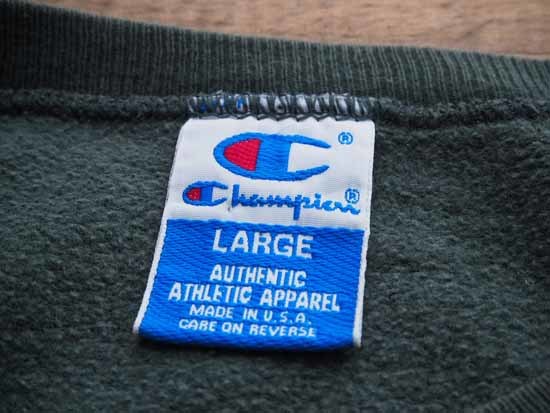 ®
Champion®
LARGE
AUTHENTIC
ATHLETIC APPAREL
MADE IN U.S.A.
CARE ON REVERSE